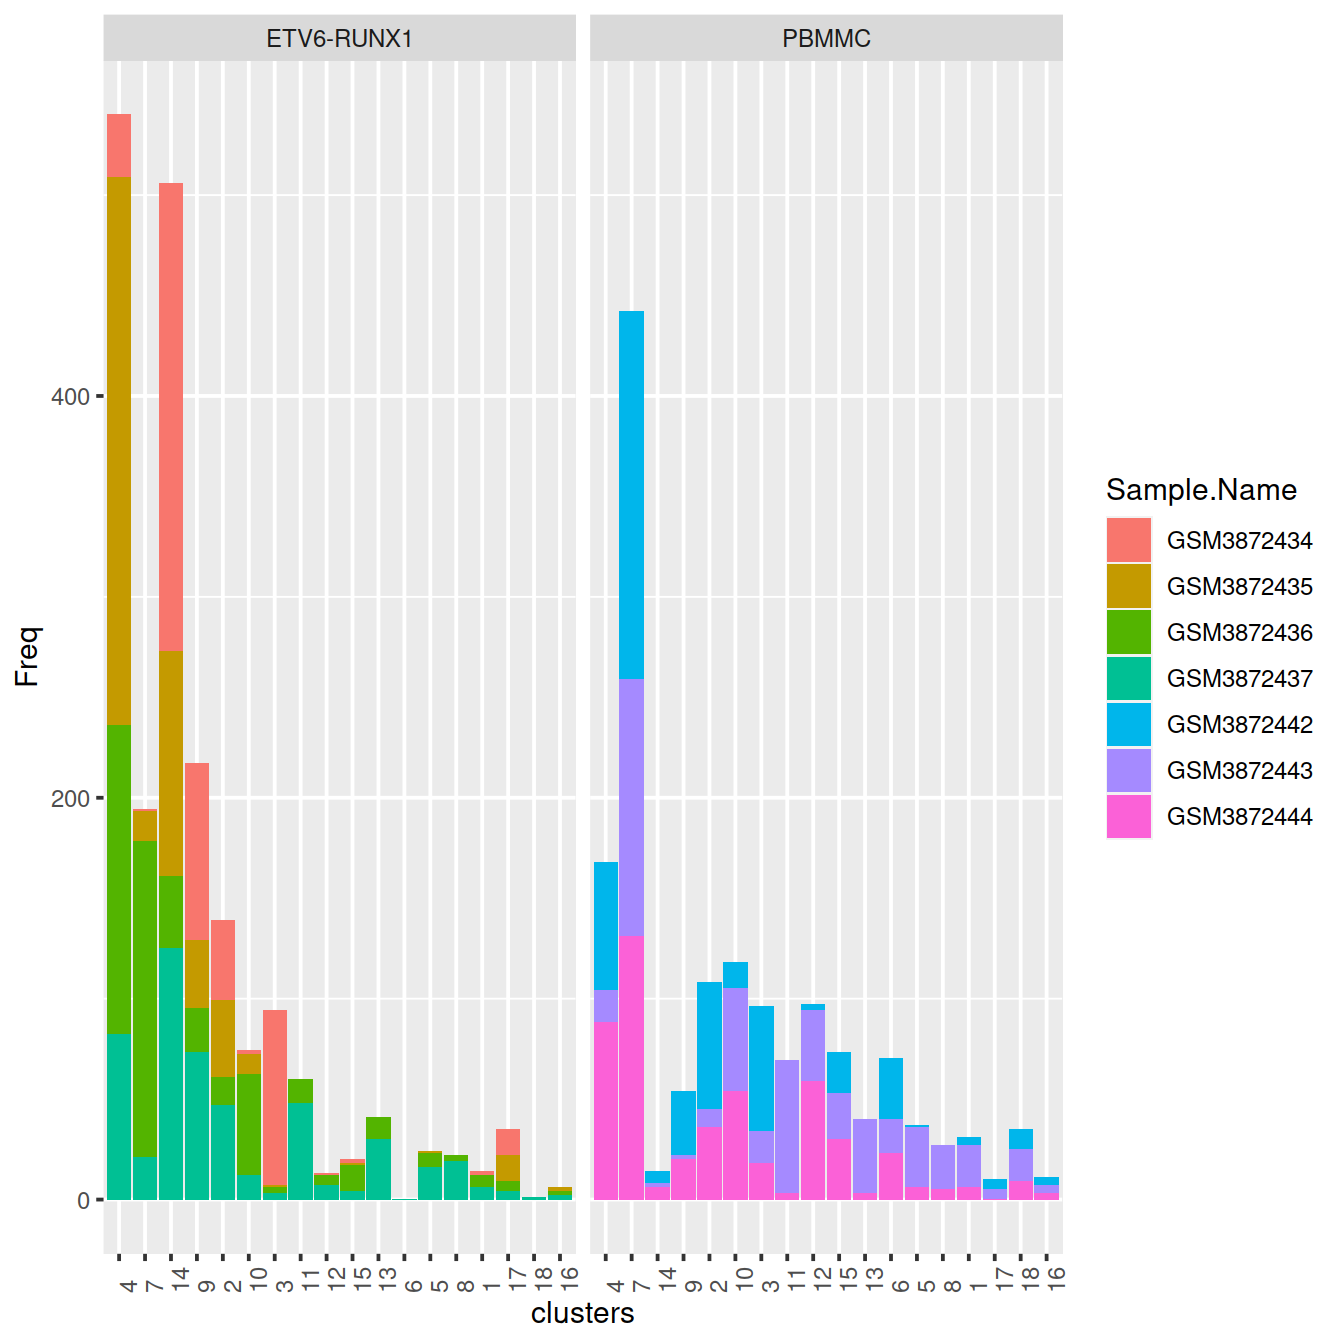 ETV6-RUNX1 PBMMC
Freq
400
200
0
4 7 14 9 2 10 3 11 12 15 13 6 5 8 1 17 18 16
4 7 14 9 2 10 3 11 12 15 13 6 5 8 1 17 18 16
clusters
Sample.Name
GSM3872434
GSM3872435
GSM3872436
GSM3872437
GSM3872442
GSM3872443
GSM3872444